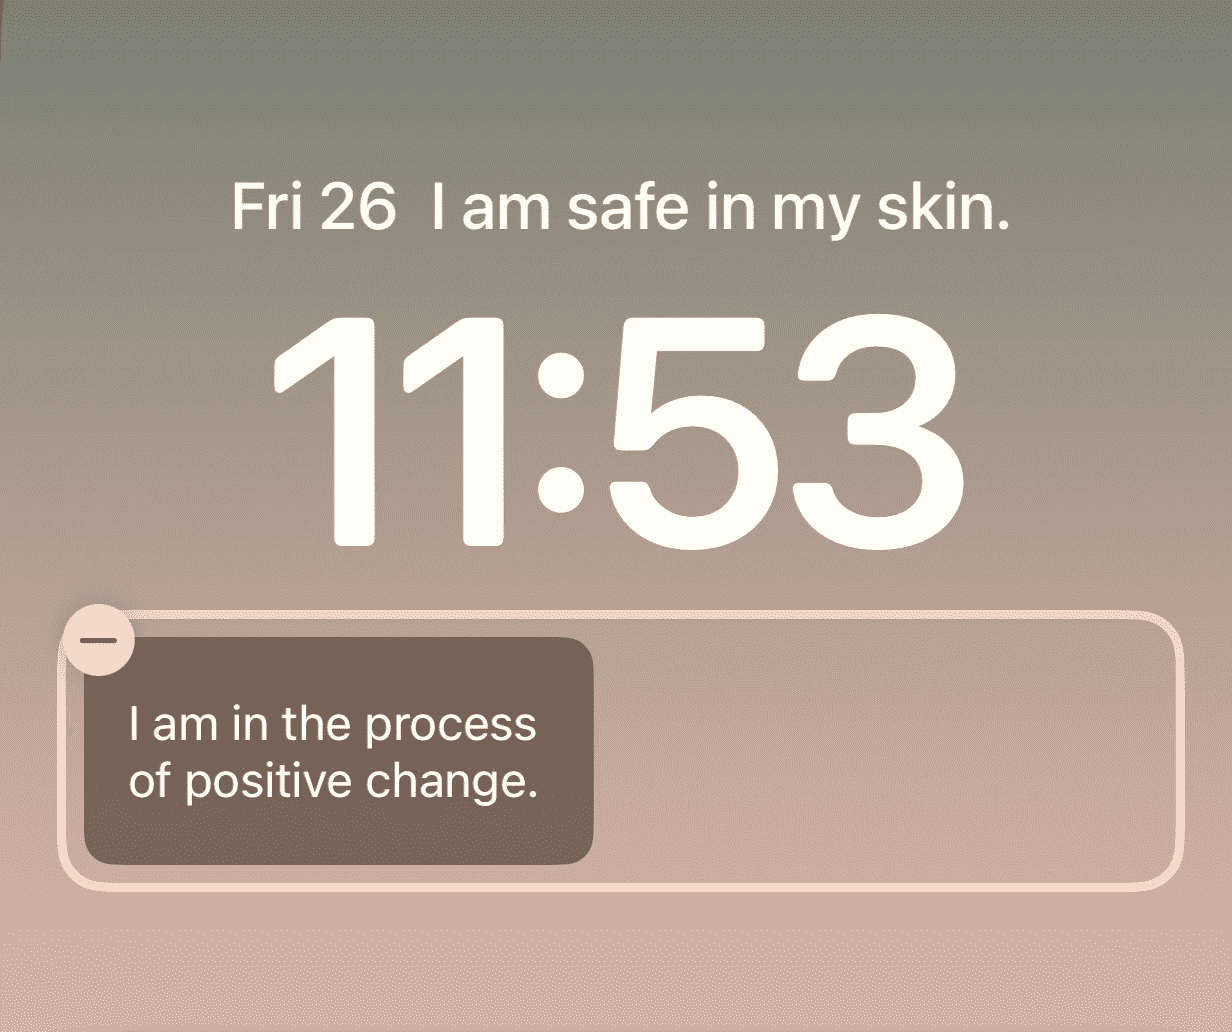 Fri 26 I am safe in my skin.
11:53
I am in the process
of positive change.